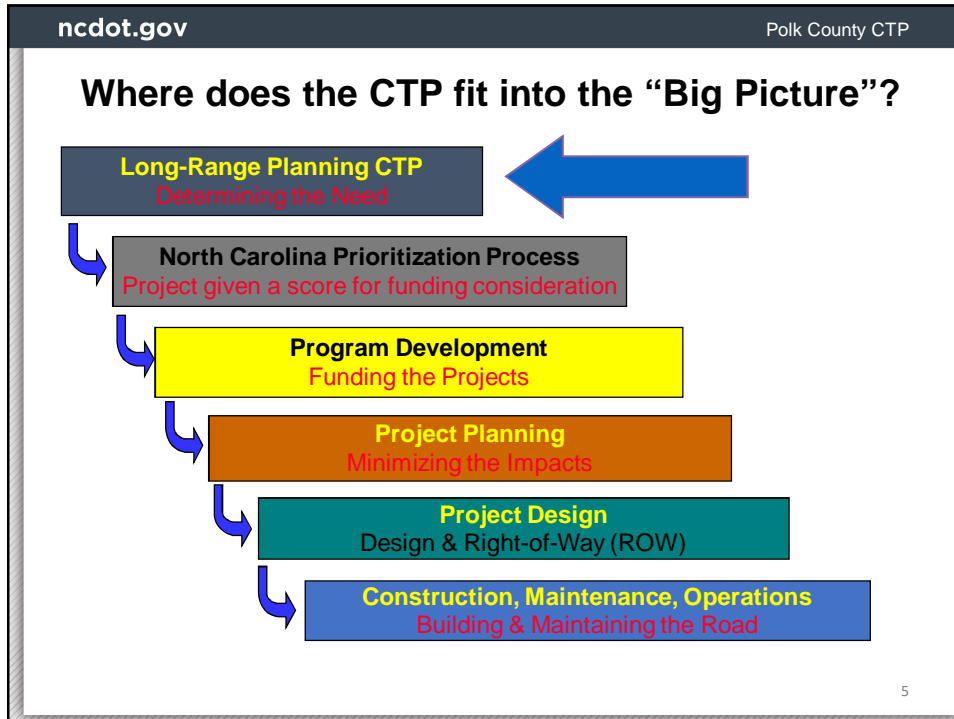 ncdot.gov
Polk County CTP
Where does the CTP fit into the “Big Picture”?
Long-Range Planning CTP
Determining the Need
North Carolina Prioritization Process
Project given a score for funding consideration
Program Development
Funding the Projects
Project Planning
Minimizing the Impacts
Project Design
Design & Right-of-Way (ROW)
Construction, Maintenance, Operations
Building & Maintaining the Road
5